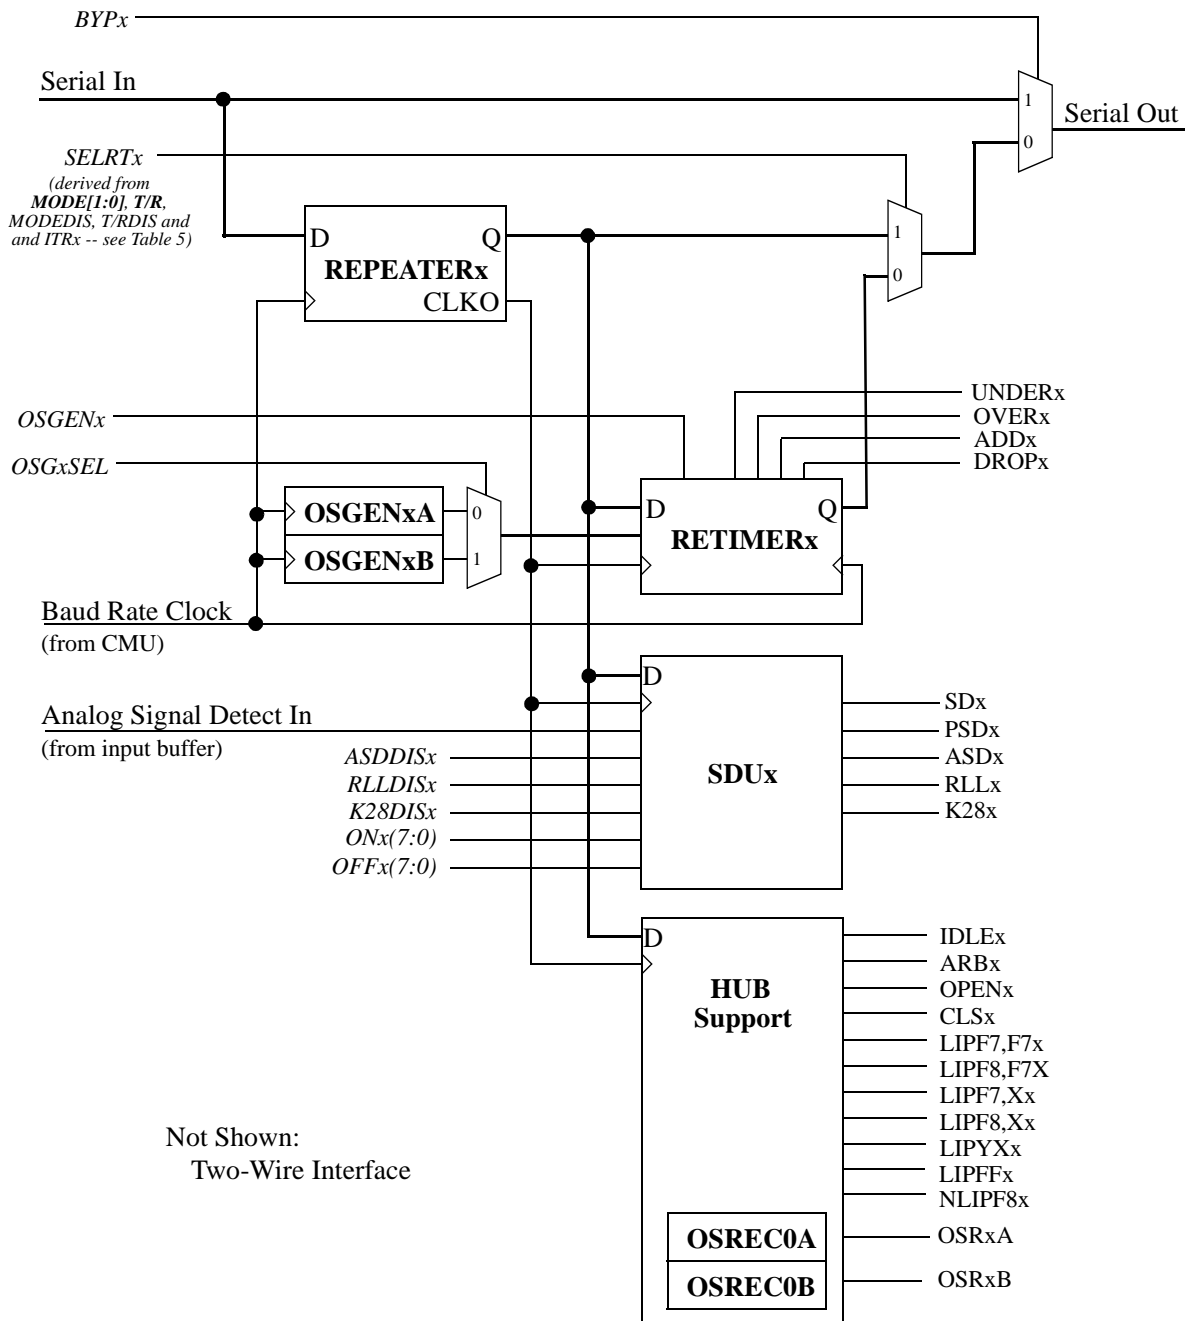 BYPx
Serial In
1
Serial Out
0
SELRTx
(derived from
MODE[1:0], T/R,
MODEDIS, T/RDIS and
and ITRx -- see Table 5)
D
Q
REPEATERx
CLKO
1
0
UNDERx
OVERx
ADDx
DROPx
OSGENx
OSGxSEL
OSGENxA
0
OSGENxB
1
D
Q
RETIMERx
Baud Rate Clock
(from CMU)
Analog Signal Detect In
(from input buffer)
ASDDISx
RLLDISx
K28DISx
ONx(7:0)
OFFx(7:0)
D
SDUx
SDx
PSDx
ASDx
RLLx
K28x
D
HUB
Support
IDLEx
ARBx
OPENx
CLSx
LIPF7,F7x
LIPF8,F7X
LIPF7,Xx
LIPF8,Xx
LIPYXx
LIPFFx
NLIPF8x
OSREC0A
OSRxA
OSREC0B
OSRxB
Not Shown:
Two-Wire Interface